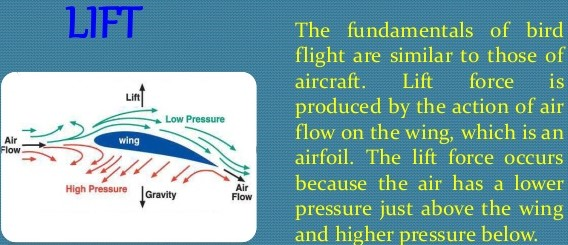 LIFT
Lift
Low Pressure
Air
Flow
wing
High Pressure
Gravity
Air
Flow
The fundamentals of bird
flight are similar to those of
aircraft. Lift force is
produced by the action of air
flow on the wing, which is an
airfoil. The lift force occurs
because the air has a lower
pressure just above the wing
and higher pressure below.